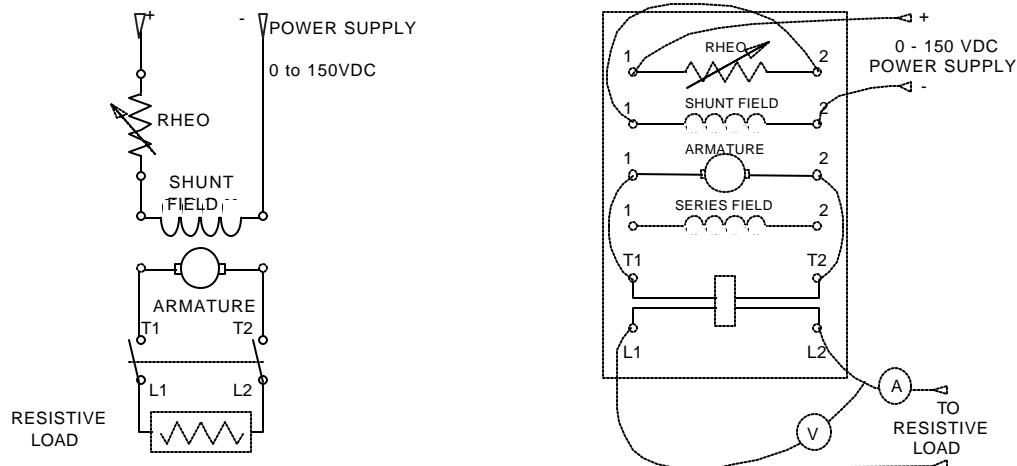 +
-
POWER SUPPLY
0 to 150VDC
RHEO
SHUNT
FIELD
ARMATURE
T1
T2
L1
L2
RESISTIVE
LOAD
+
0 - 150 VDC
POWER SUPPLY
-
1
RHEO
2
1
SHUNT FIELD
2
1
ARMATURE
2
1
SERIES FIELD
2
T1
T2
L1
L2
A
V
TO
RESISTIVE
LOAD